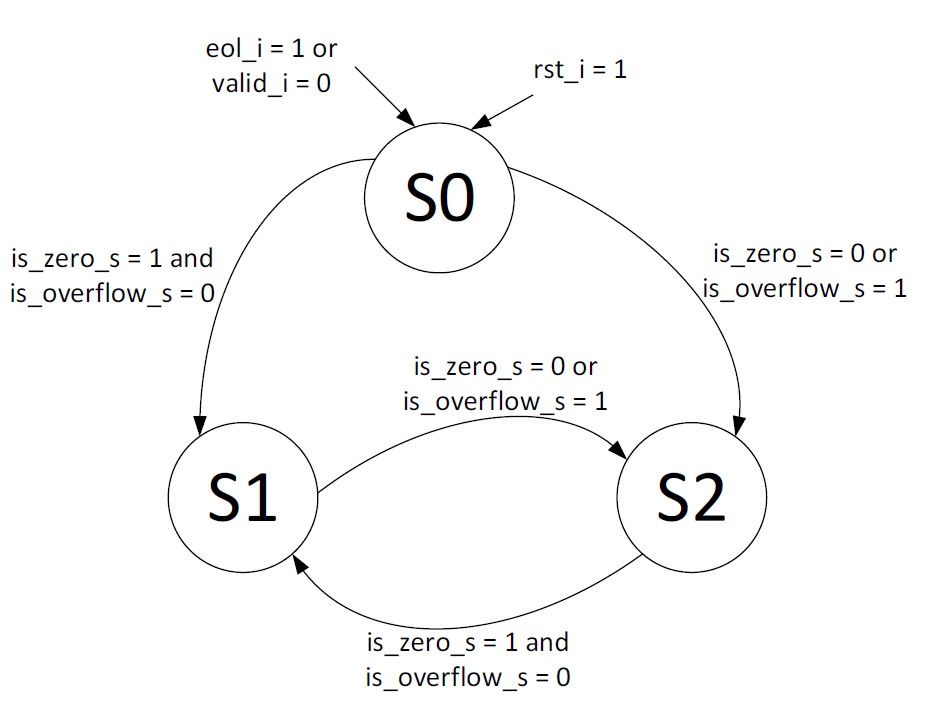 eol_i = 1 or
valid_i = 0
rst_i = 1
S0
is_zero_s = 1 and
is_overflow_s = 0
is_zero_s = 0 or
is_overflow_s = 1
is_zero_s = 0 or
is_overflow_s = 1
S1
S2
is_zero_s = 1 and
is_overflow_s = 0